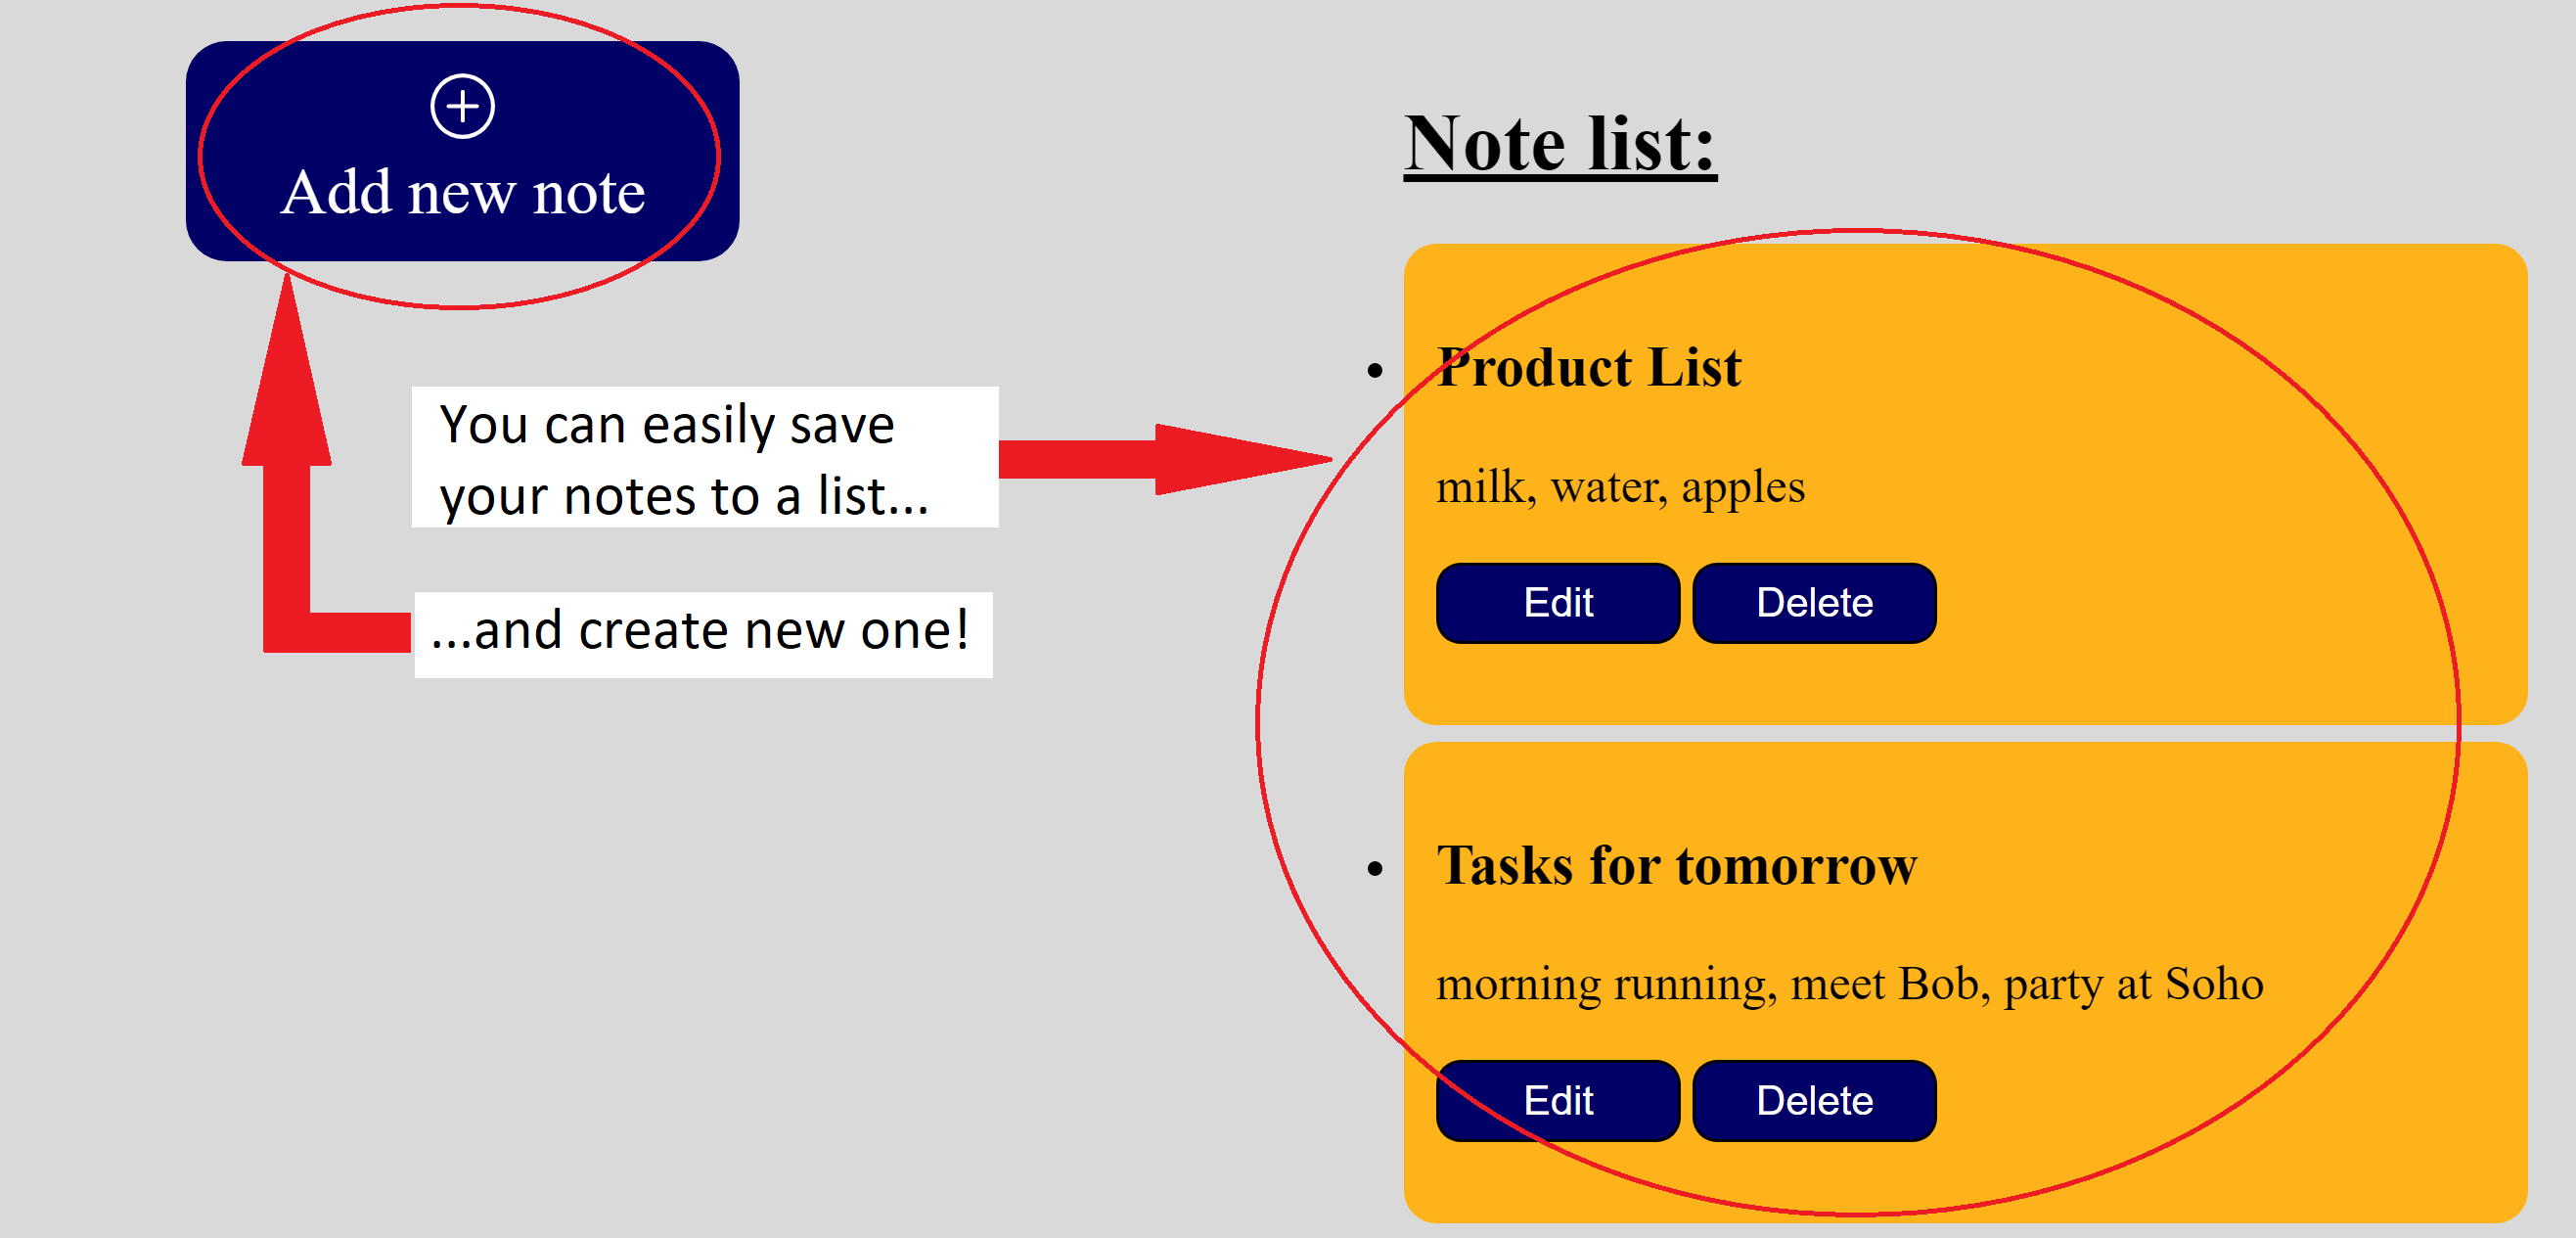 Add new note
You can easily save
your notes to a list...
...and create new one!
Note list:
• Product List
milk, water, apples
Edit Delete
• Tasks for tomorrow
morning running, meet Bob, party at Soho
Edit Delete